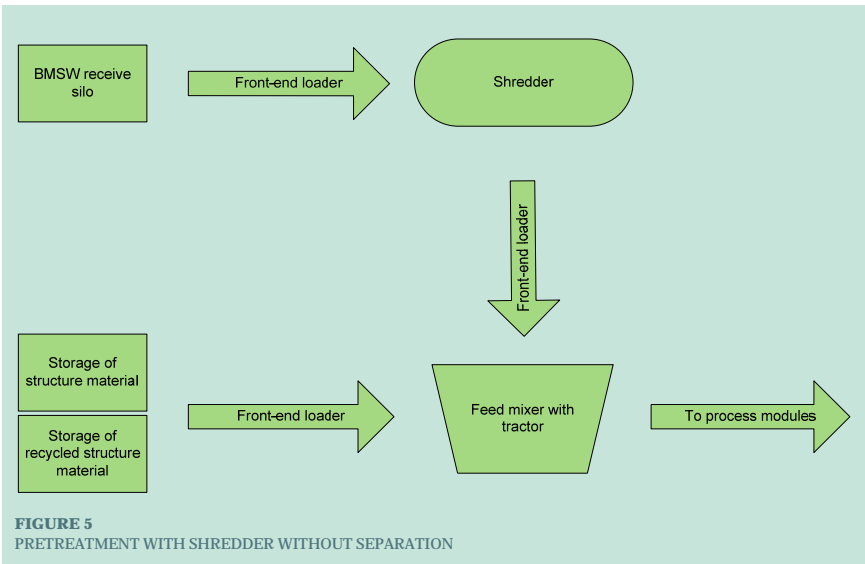 BMSW receive
silo
Front-end loader
Shredder
Front-end loader
Storage of
structure material
Storage of
recycled structure
material
Front-end loader
Feed mixer with
tractor
To process modules
FIGURE 5
PRETREATMENT WITH SHREDDER WITHOUT SEPARATION